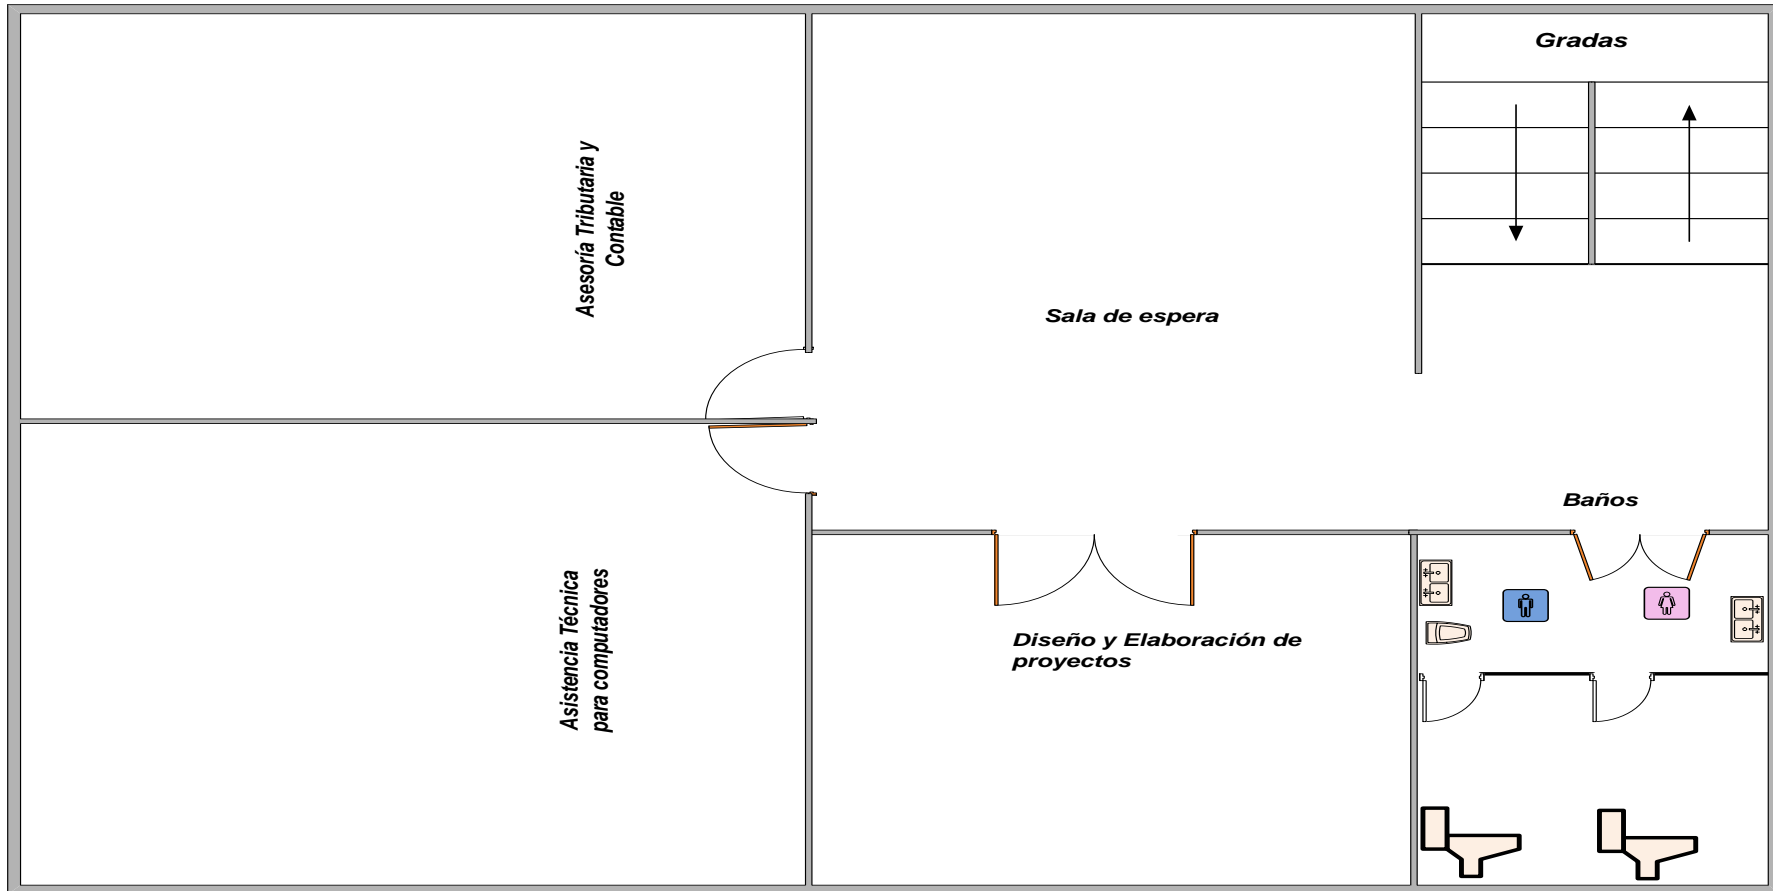 Gradas
Asesoría Tributaria y
Contable
Sala de espera
Baños
Asistencia Técnica
para computadores
Diseño y Elaboración de
proyectos